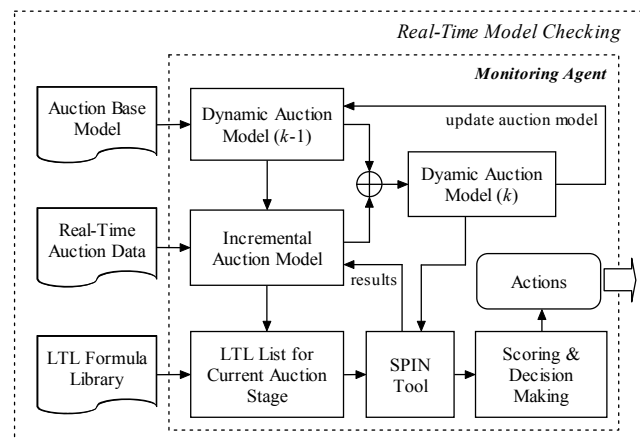 Real-Time Model Checking
Monitoring Agent
Auction Base
Model
Dynamic Auction
Model (k-1)
update auction model
Dyamic Auction
Model (k)
Real-Time
Auction Data
Incremental
Auction Model
results
Actions
LTL Formula
Library
LTL List for
Current Auction
Stage
SPIN
Tool
Scoring &
Decision
Making